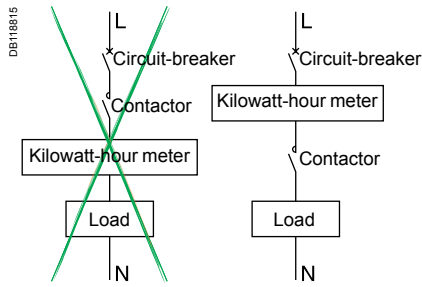 DB118815
L
Circuit-breaker
Contactor
Kilowatt-hour meter
Load
N
L
Circuit-breaker
Kilowatt-hour meter
Contactor
Load
N